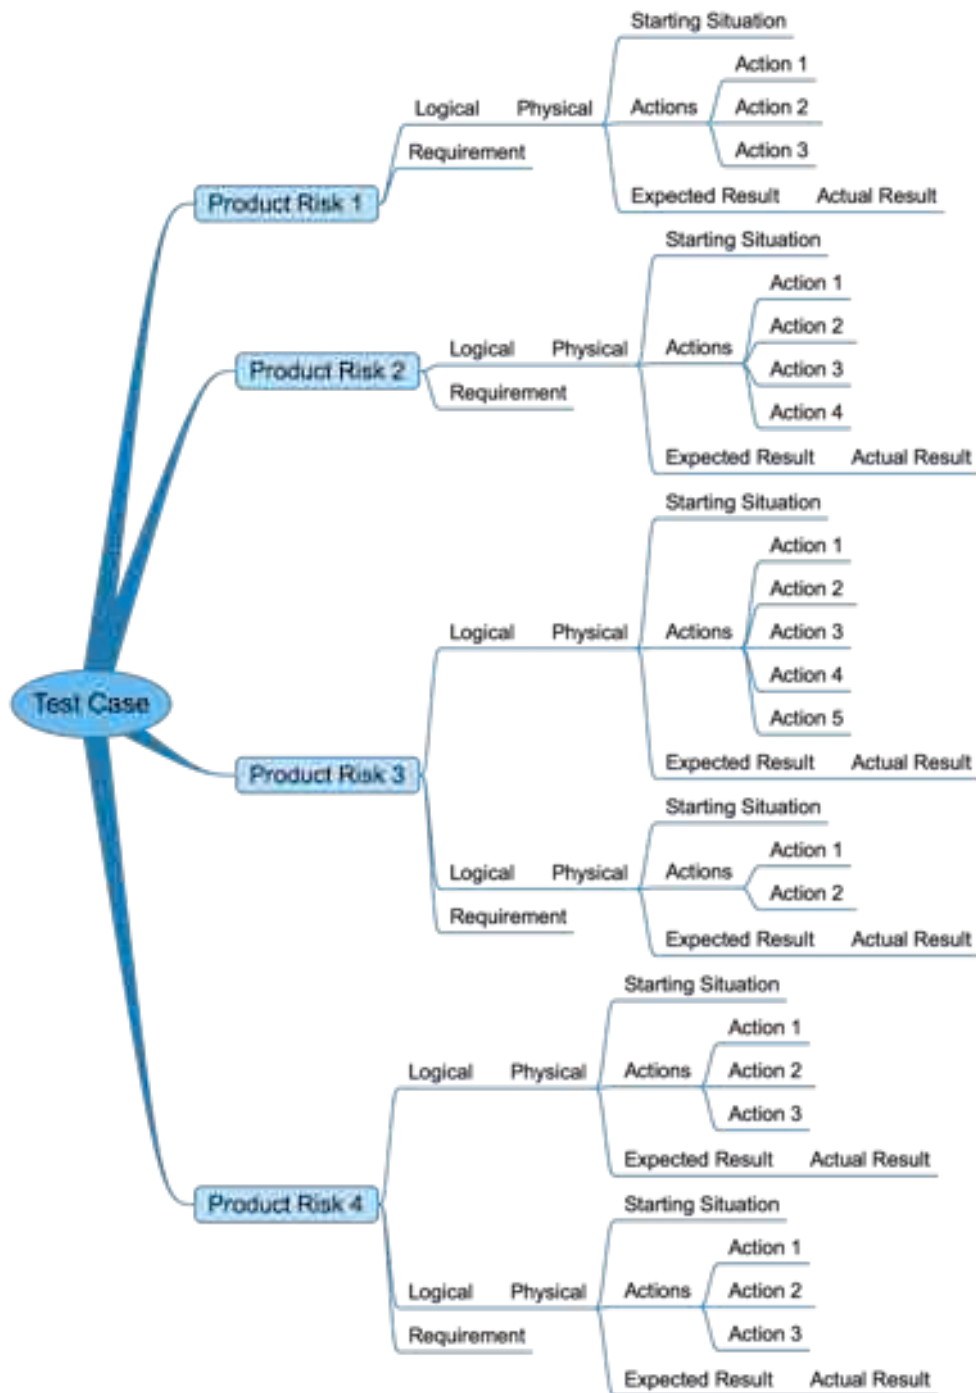 Starting Situation
Action 1
Logical Physical Actions Action 2
Requirement Action 3
Product Risk 1 Expected Result Actual Result
Starting Situation
Action 1
Action 2
Logical Physical Actions
Product Risk 2 Action 3
Requirement
Action 4
Expected Result Actual Result
Starting Situation
Action 1
Action 2
Logical Physical Actions Action 3
Action 4
Test Case
Action 5
Expected Result Actual Result
Product Risk 3
Starting Situation
Action 1
Logical Physical Actions
Action 2
Requirement
Expected Result Actual Result
Starting Situation
Action 1
Logical Physical Actions Action 2
Action 3
Expected Result Actual Result
Product Risk 4 Starting Situation
Action 1
Logical Physical Actions Action 2
Requirement Action 3
Expected Result Actual Result